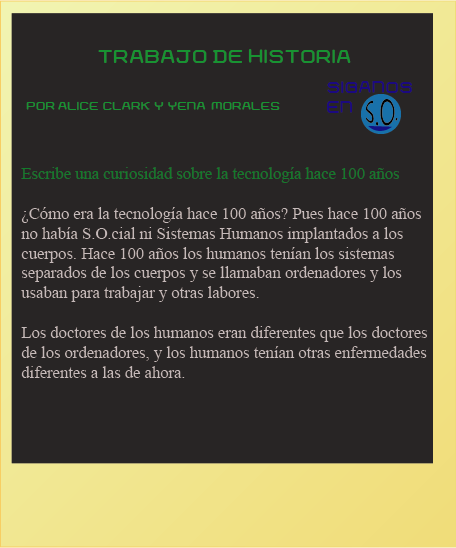 TRABAJO DE HISTORIA
SIGANOS
EN S.O.
POR ALICE CLARK Y YENA MORALES
Escribe una curiosidad sobre la tecnología hace 100 años
¿Cómo era la tecnología hace 100 años? Pues hace 100 años
no había S.O.cial ni Sistemas Humanos implantados a los
cuerpos. Hace 100 años los humanos tenían los sistemas
separados de los cuerpos y se llamaban ordenadores y los
usaban para trabajar y otras labores.
Los doctores de los humanos eran diferentes que los doctores
de los ordenadores, y los humanos tenían otras enfermedades
diferentes a las de ahora.